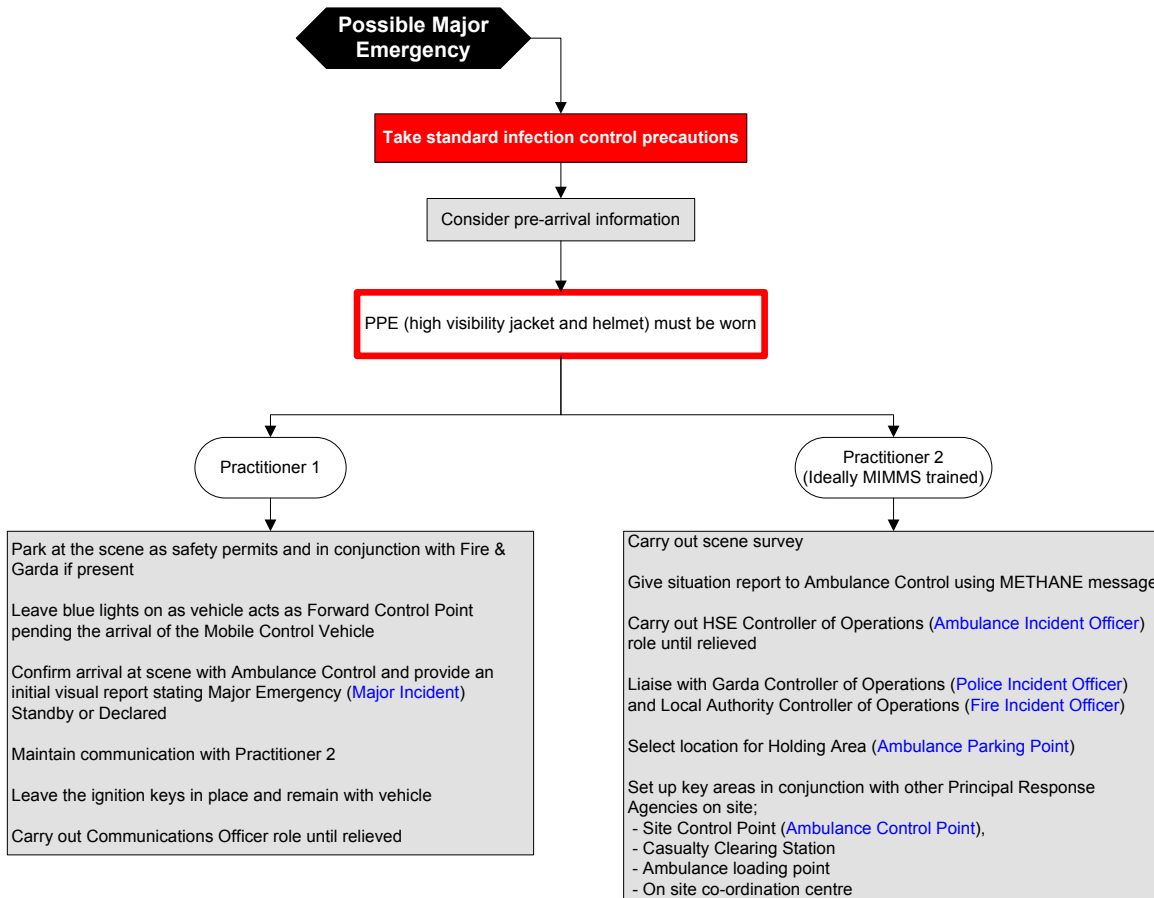 Possible Major
Emergency
Take standard infection control precautions
Consider pre-arrival information
PPE (high visibility jacket and helmet) must be worn
Practitioner 1
Park at the scene as safety permits and in conjunction with Fire &
Garda if present
Leave blue lights on as vehicle acts as Forward Control Point
pending the arrival of the Mobile Control Vehicle
Confirm arrival at scene with Ambulance Control and provide an
initial visual report stating Major Emergency (Major Incident)
Standby or Declared
Maintain communication with Practitioner 2
Leave the ignition keys in place and remain with vehicle
Carry out Communications Officer role until relieved
Practitioner 2
(Ideally MIMMS trained)
Carry out scene survey
Give situation report to Ambulance Control using METHANE message
Carry out HSE Controller of Operations (Ambulance Incident Officer)
role until relieved
Liaise with Garda Controller of Operations (Police Incident Officer)
and Local Authority Controller of Operations (Fire Incident Officer)
Select location for Holding Area (Ambulance Parking Point)
Set up key areas in conjunction with other Principal Response
Agencies on site;
- Site Control Point (Ambulance Control Point),
- Casualty Clearing Station
- Ambulance loading point
- On site co-ordination centre